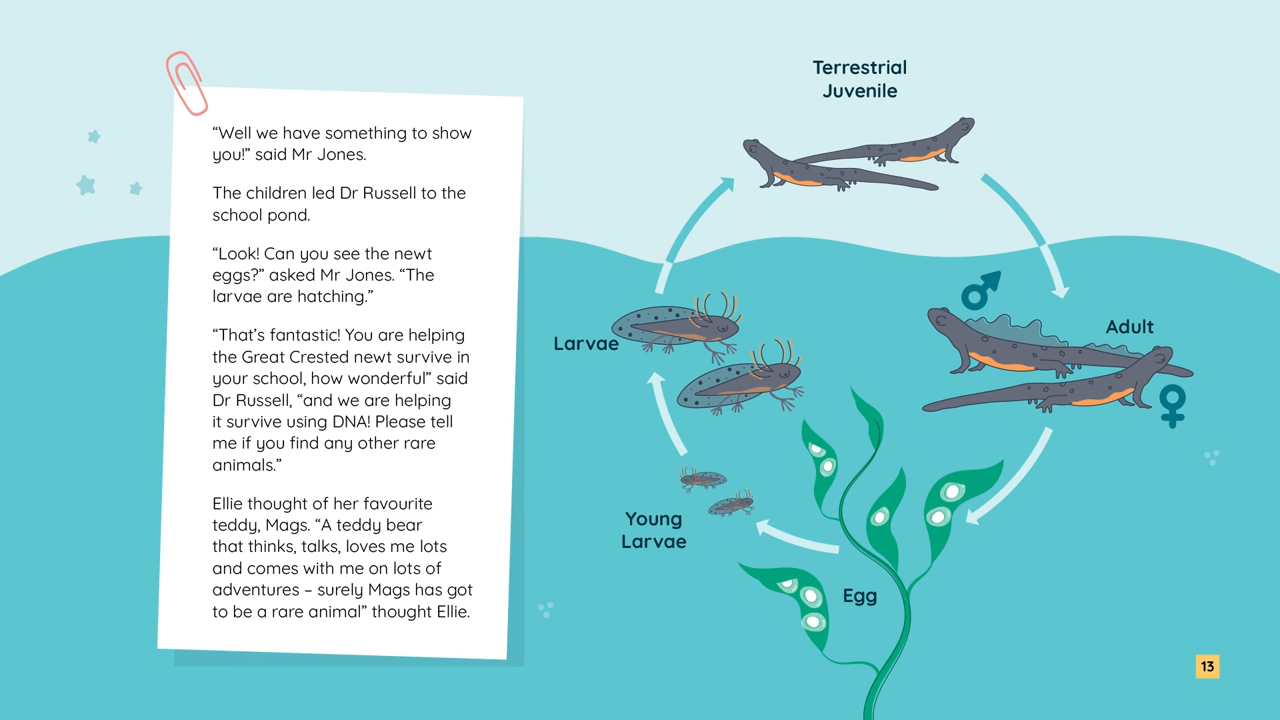 “Well we have something to show
you!” said Mr Jones.
The children led Dr Russell to the
school pond.
“Look! Can you see the newt
eggs?” asked Mr Jones. “The
larvae are hatching.”
“That’s fantastic! You are helping
the Great Crested newt survive in
your school, how wonderful” said
Dr Russell, “and we are helping
it survive using DNA! Please tell
me if you find any other rare
animals.”
Ellie thought of her favourite
teddy, Mags. “A teddy bear
that thinks, talks, loves me lots
and comes with me on lots of
adventures – surely Mags has got
to be a rare animal” thought Ellie.
Terrestrial
Juvenile
Adult
Larvae
Young
Larvae
Egg
13